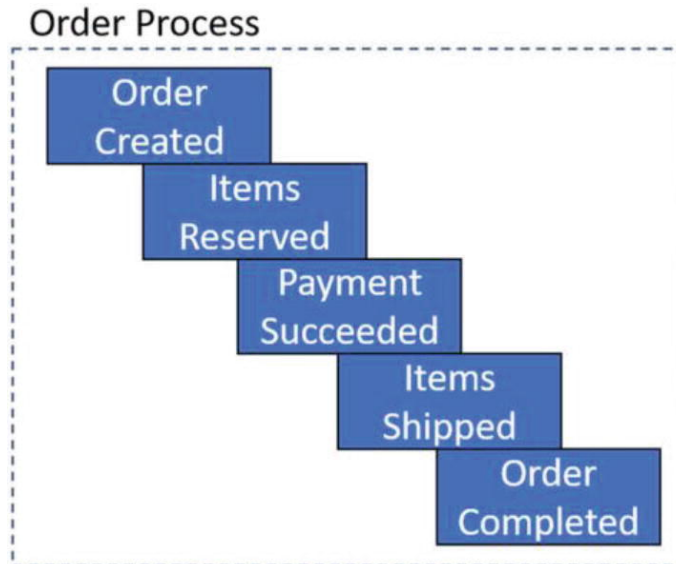 Order Process
Order
Created
Items
Reserved
Payment
Succeeded
Items
Shipped
Order
Completed